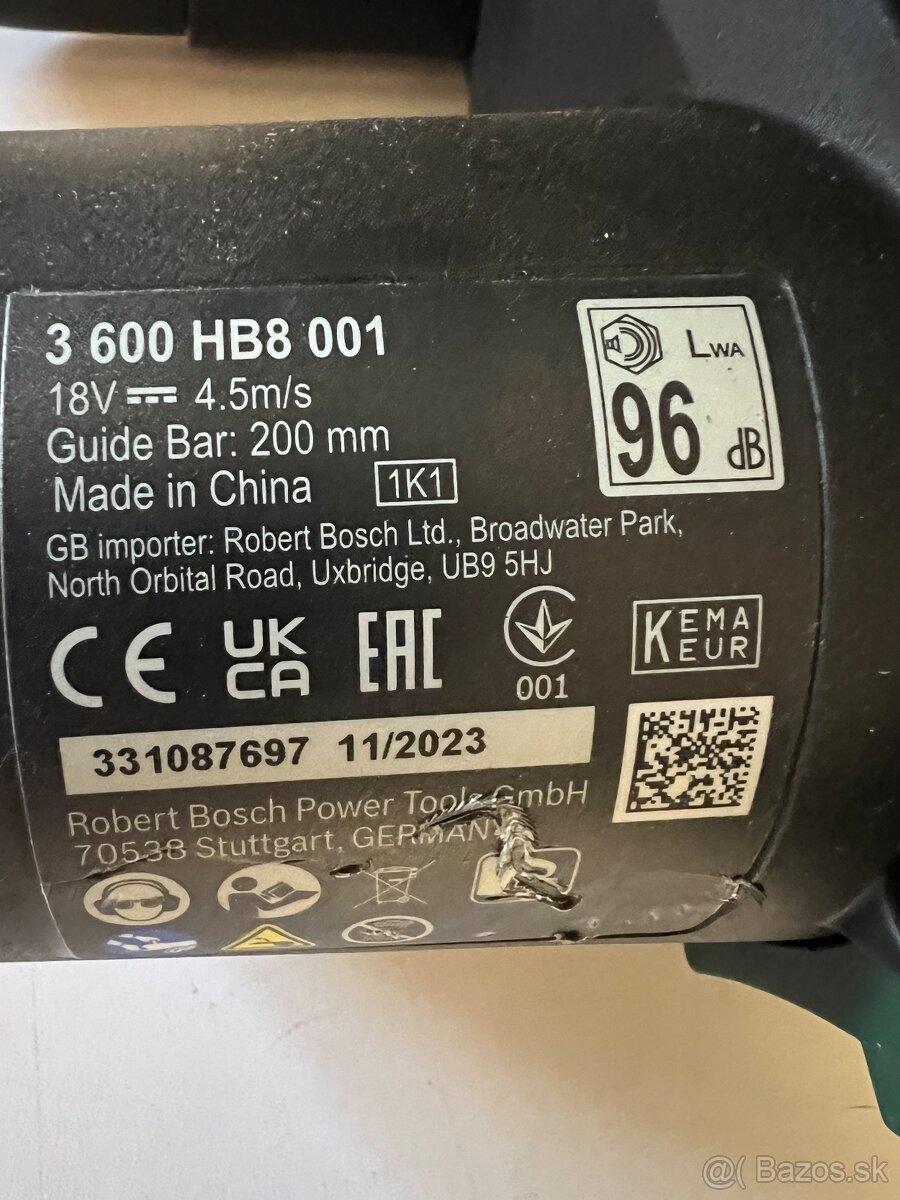 3 600 HB8 001
18V 4.5m/s
Guide Bar: 200 mm
Made in China 1K1
LWA
96 dB
GB importer: Robert Bosch Ltd., Broadwater Park,
North Orbital Road, Uxbridge, UB9 5HJ
CE UK CA EAC 001 KEMA EUR
331087697 11/2023
Robert Bosch Power Tools GmbH
70538 Stuttgart, GERMANY
@( Bazos.sk